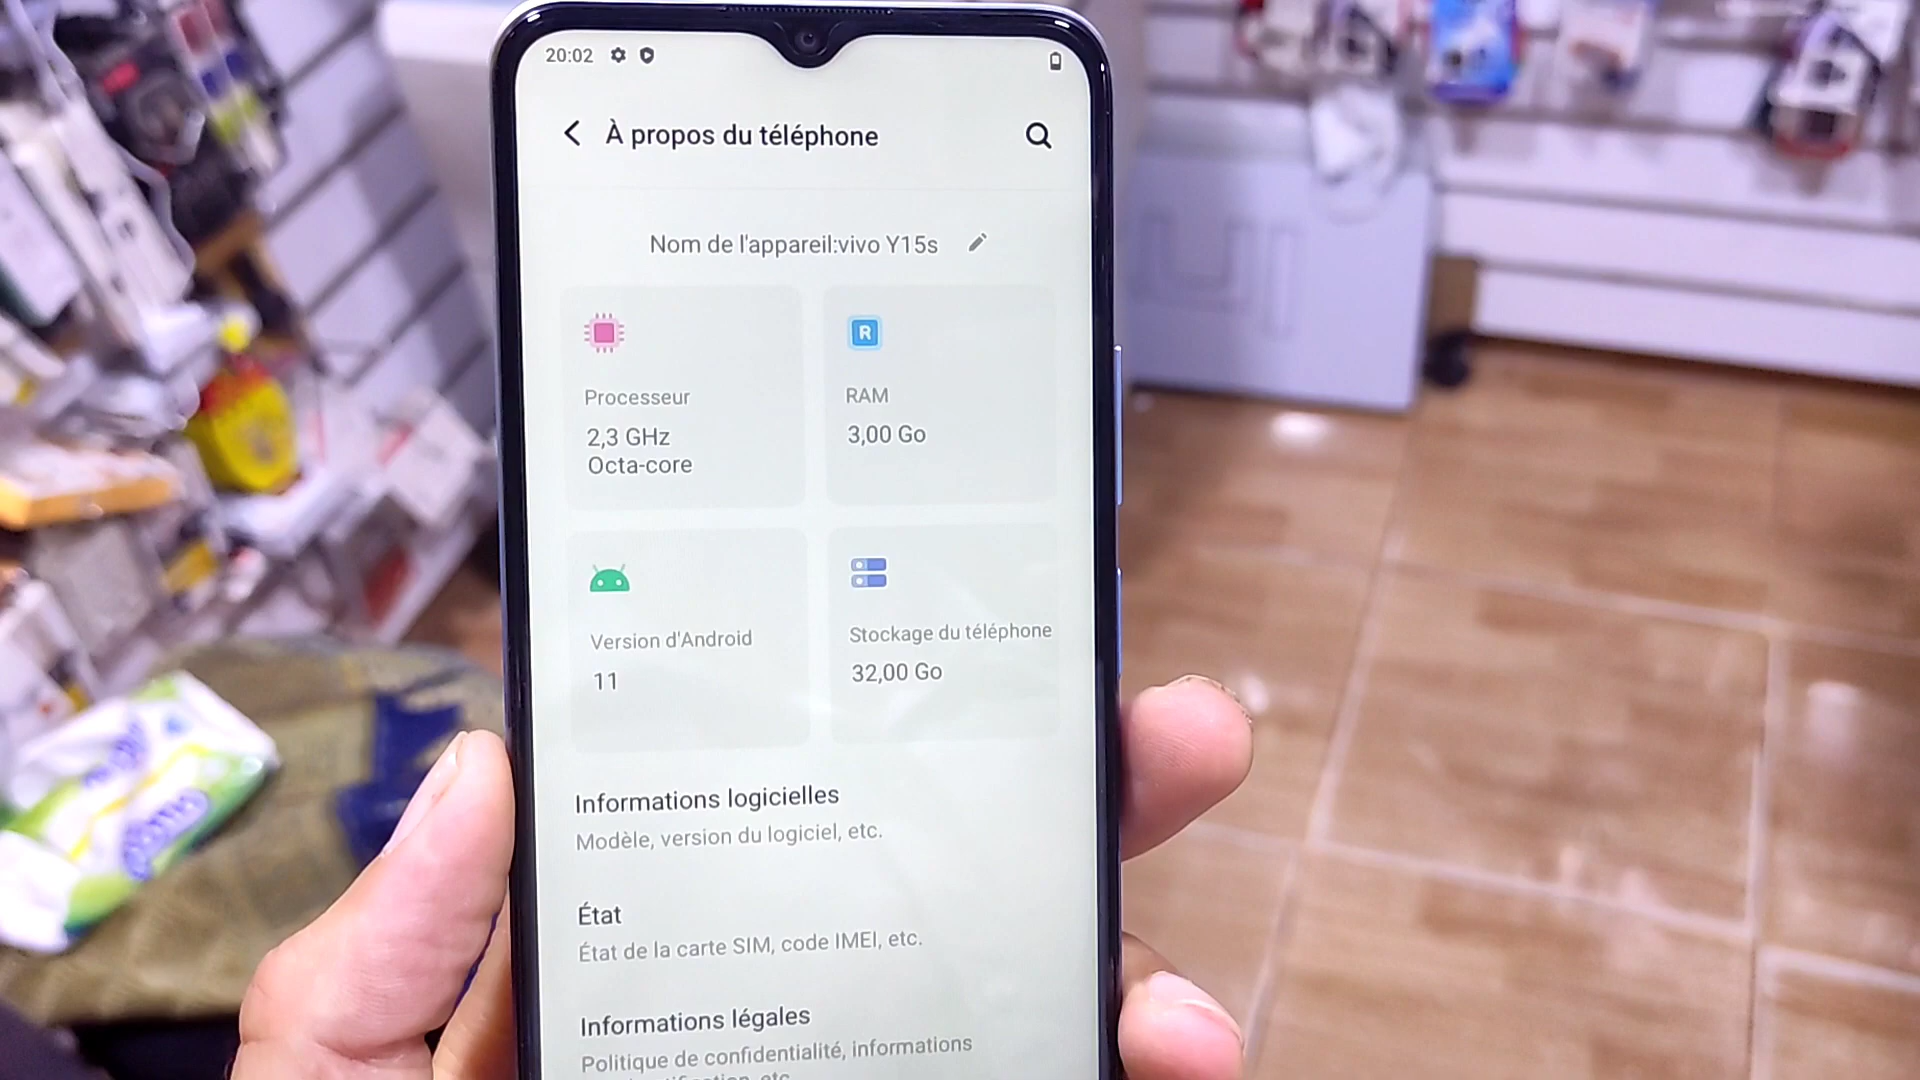 20:02
À propos du téléphone
Nom de l'appareil:vivo Y15s
R
Processeur
2,3 GHz
Octa-core
RAM
3,00 Go
Version d'Android
11
Stockage du téléphone
32,00 Go
Informations logicielles
Modèle, version du logiciel, etc.
État
État de la carte SIM, code IMEI, etc.
Informations légales
Politique de confidentialité, informations
etc.